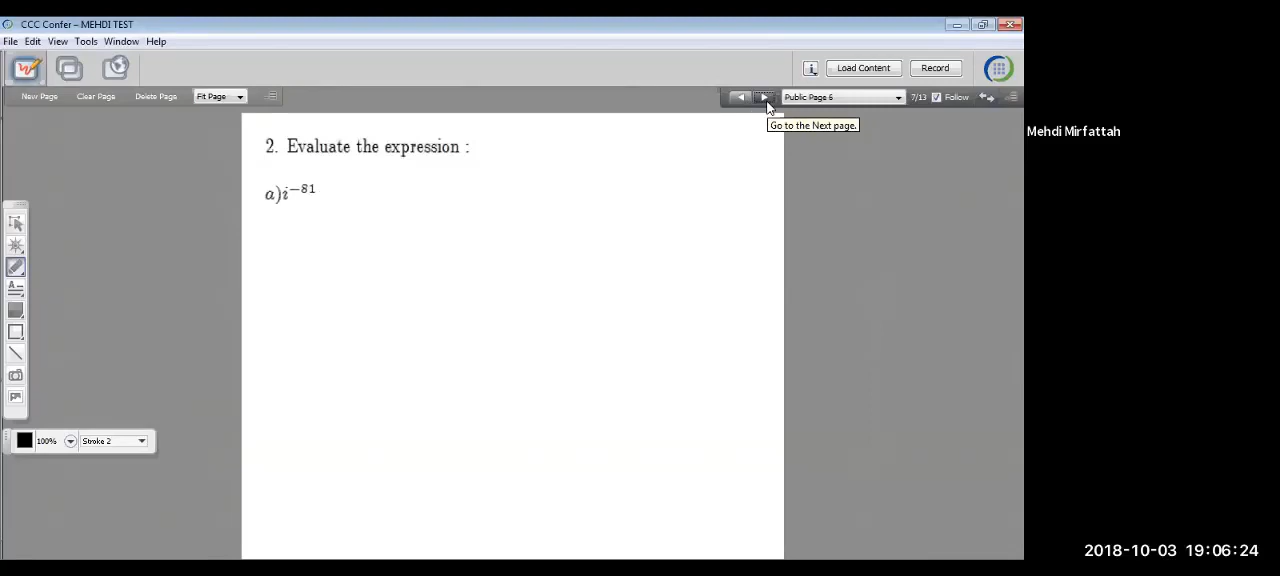 CCC Confer – MEHDI TEST
File Edit View Tools Window Help
Load Content Record
New Page Clear Page Delete Page Fit Page Public Page 6 7/13 Follow
Go to the Next page.
Mehdi Mirfattah
2. Evaluate the expression :
a)i⁻⁸¹
100% Stroke 2
2018-10-03 19:06:24